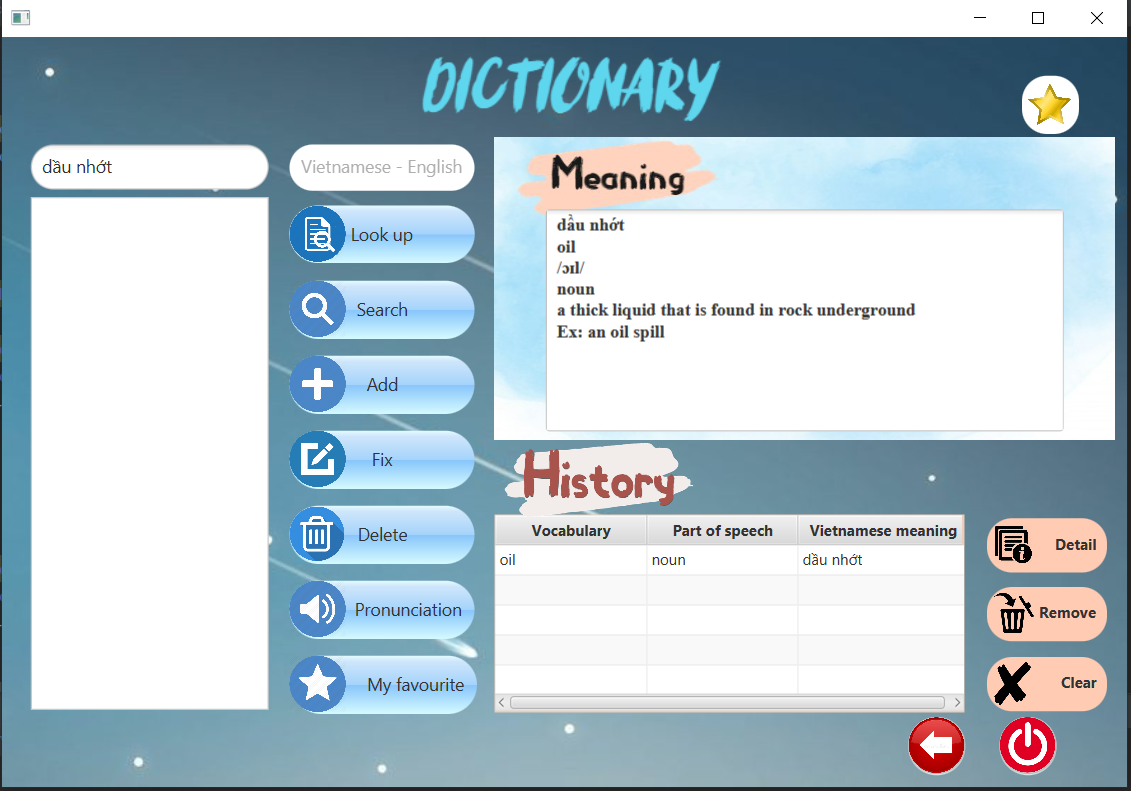 DICTIONARY
dầu nhớt
Vietnamese - English
Look up
Search
Add
Fix
Delete
Pronunciation
My favourite
Meaning
dầu nhớt
oil
/ɔɪl/
noun
a thick liquid that is found in rock underground
Ex: an oil spill
History
Vocabulary Part of speech Vietnamese meaning
oil noun dầu nhớt
Detail
Remove
Clear